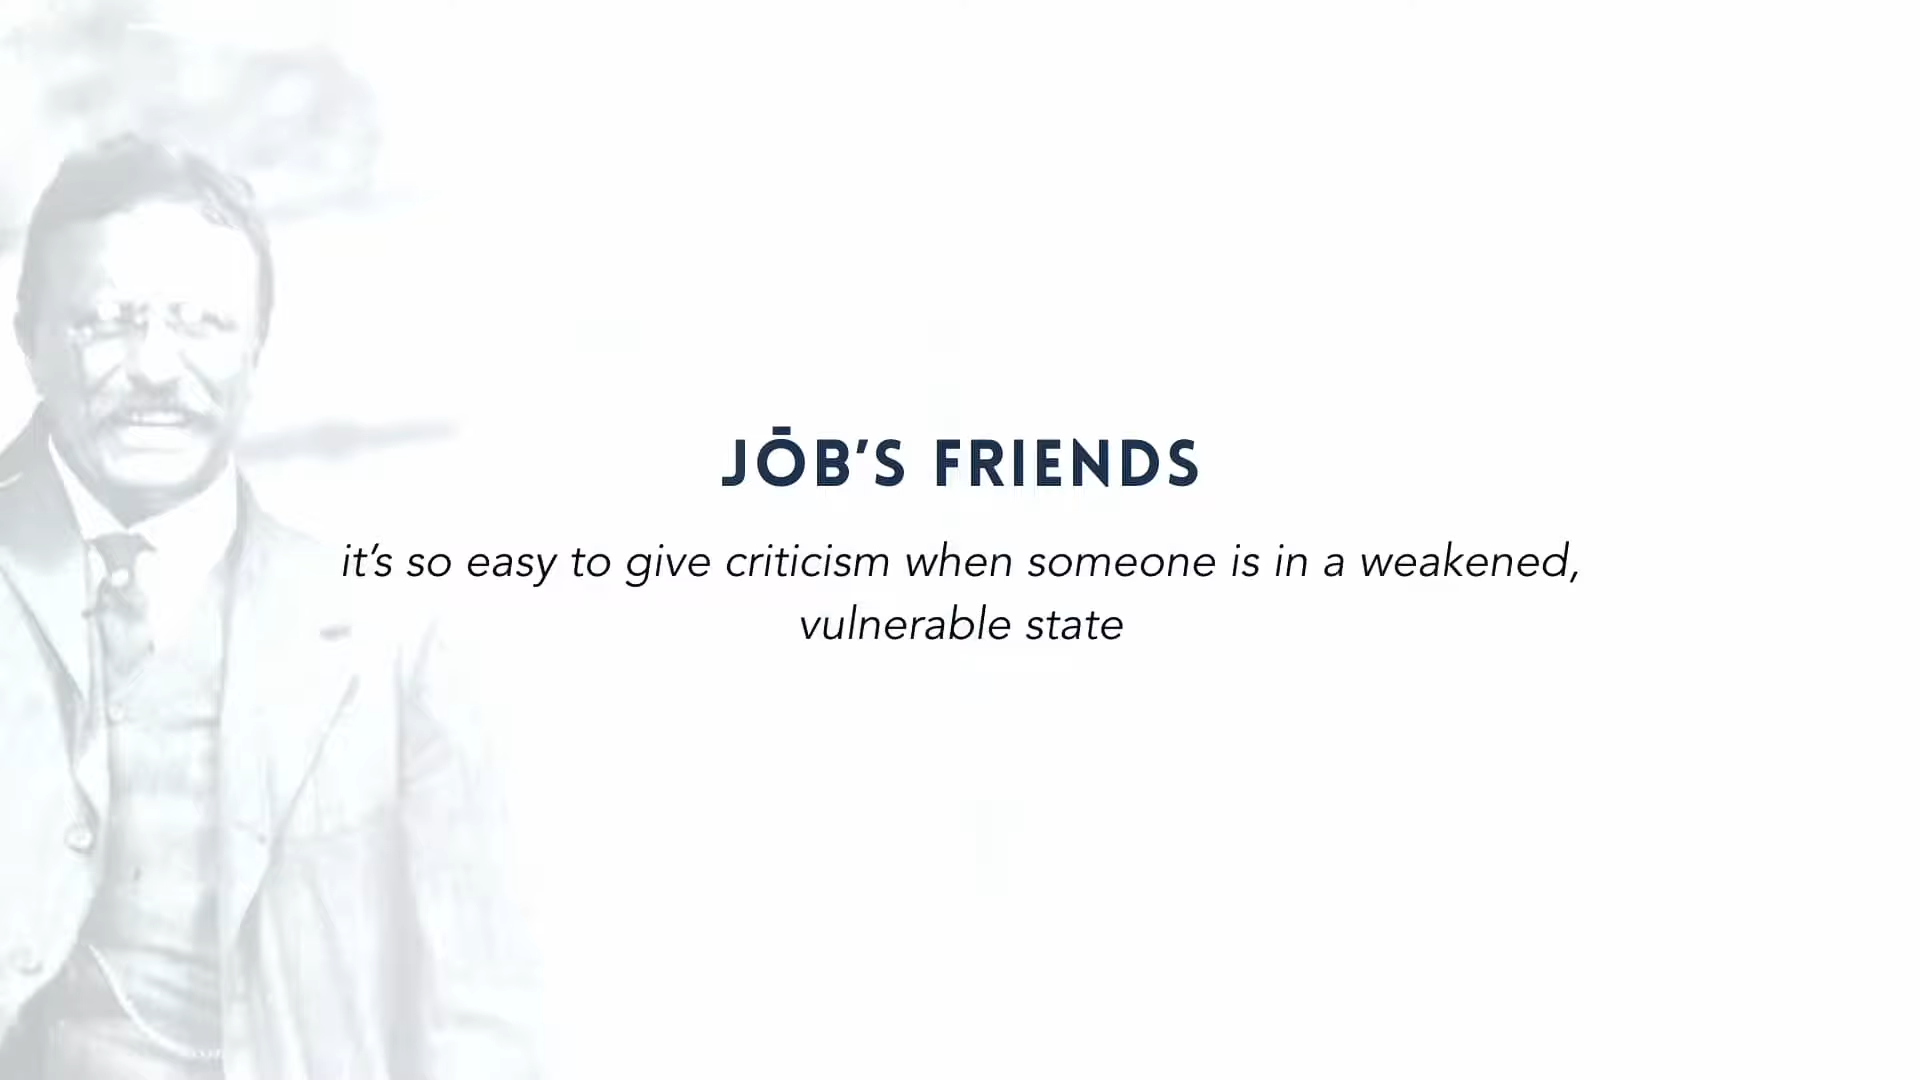 JŌB’S FRIENDS
it’s so easy to give criticism when someone is in a weakened,
vulnerable state